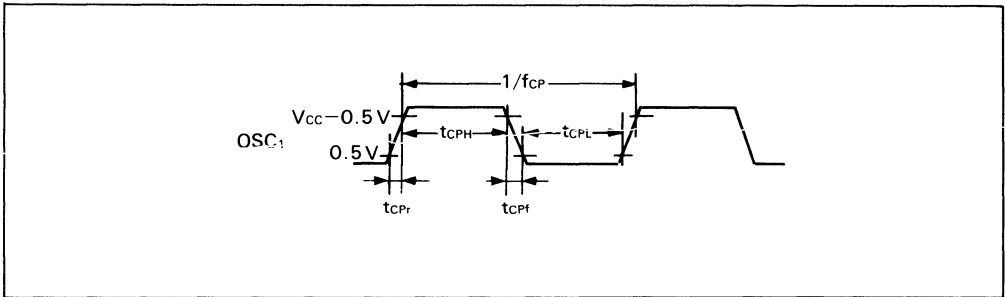 1/fCP
VCC−0.5 V
tCPH
tCPL
OSC1
0.5 V
tCPr
tCPf